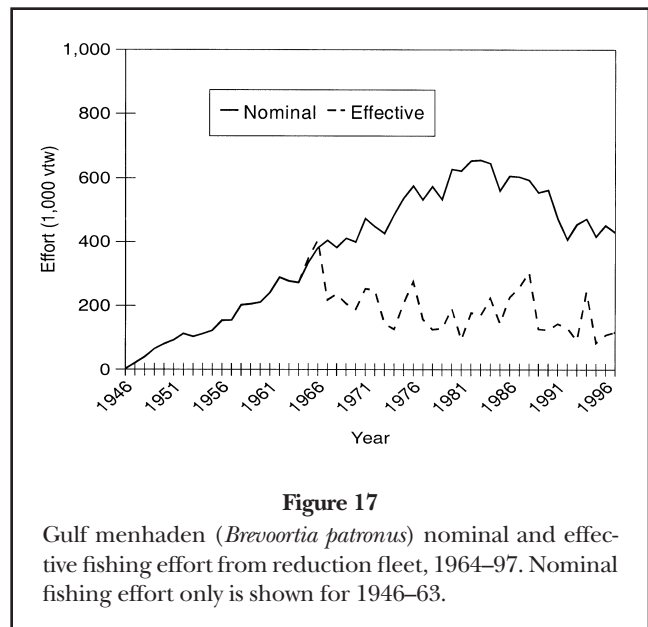 1,000
800
600
400
200
0
Effort (1,000 vtw)
Nominal Effective
1946 1951 1956 1961 1966 1971 1976 1981 1986 1991 1996
Year
Figure 17
Gulf menhaden (Brevoortia patronus) nominal and effec-
tive fishing effort from reduction fleet, 1964–97. Nominal
fishing effort only is shown for 1946–63.